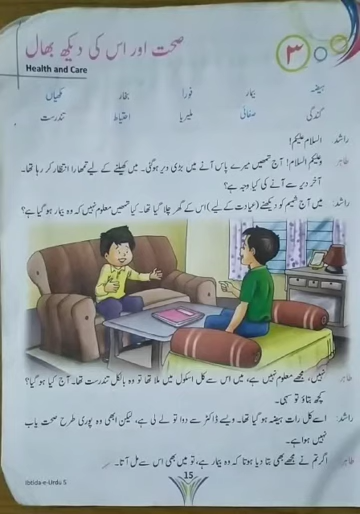 صحت اور اس کی دیکھ بھال
۳
Health and Care
ہیضہ بیمار فوراً بخار کھیاں
گندگی صفائی ملیریا احتیاط تندرست
راشد: السلام علیکم!
طاہر: وعلیکم السلام! آج تمھیں میرے پاس آنے میں بڑی دیر ہوگئی۔ میں کھیلنے کے لیے تمھارا انتظار کر رہا تھا۔
آخر دیر سے آنے کی کیا وجہ ہے؟
راشد: میں آج شمیم کو دیکھنے (عیادت کے لیے) اس کے گھر چلا گیا تھا۔ کیا تمھیں معلوم نہیں کہ وہ بیمار ہو گیا ہے؟
طاہر: نہیں، مجھے معلوم نہیں ہے، میں اس سے کل اسکول میں ملا تھا تو وہ بالکل تندرست تھا۔ آج کیا ہو گیا؟
کچھ بتاؤ تو سہی۔
راشد: اسے کل رات ہیضہ ہو گیا تھا۔ ویسے ڈاکٹر سے دوا تو لے لی ہے، لیکن ابھی وہ پوری طرح صحت یاب
نہیں ہوا ہے۔
طاہر: اگر تم نے مجھے بھی بتا دیا ہوتا کہ وہ بیمار ہے، تو میں بھی اس سے مل آتا۔
15
Ibtida-e-Urdu 5